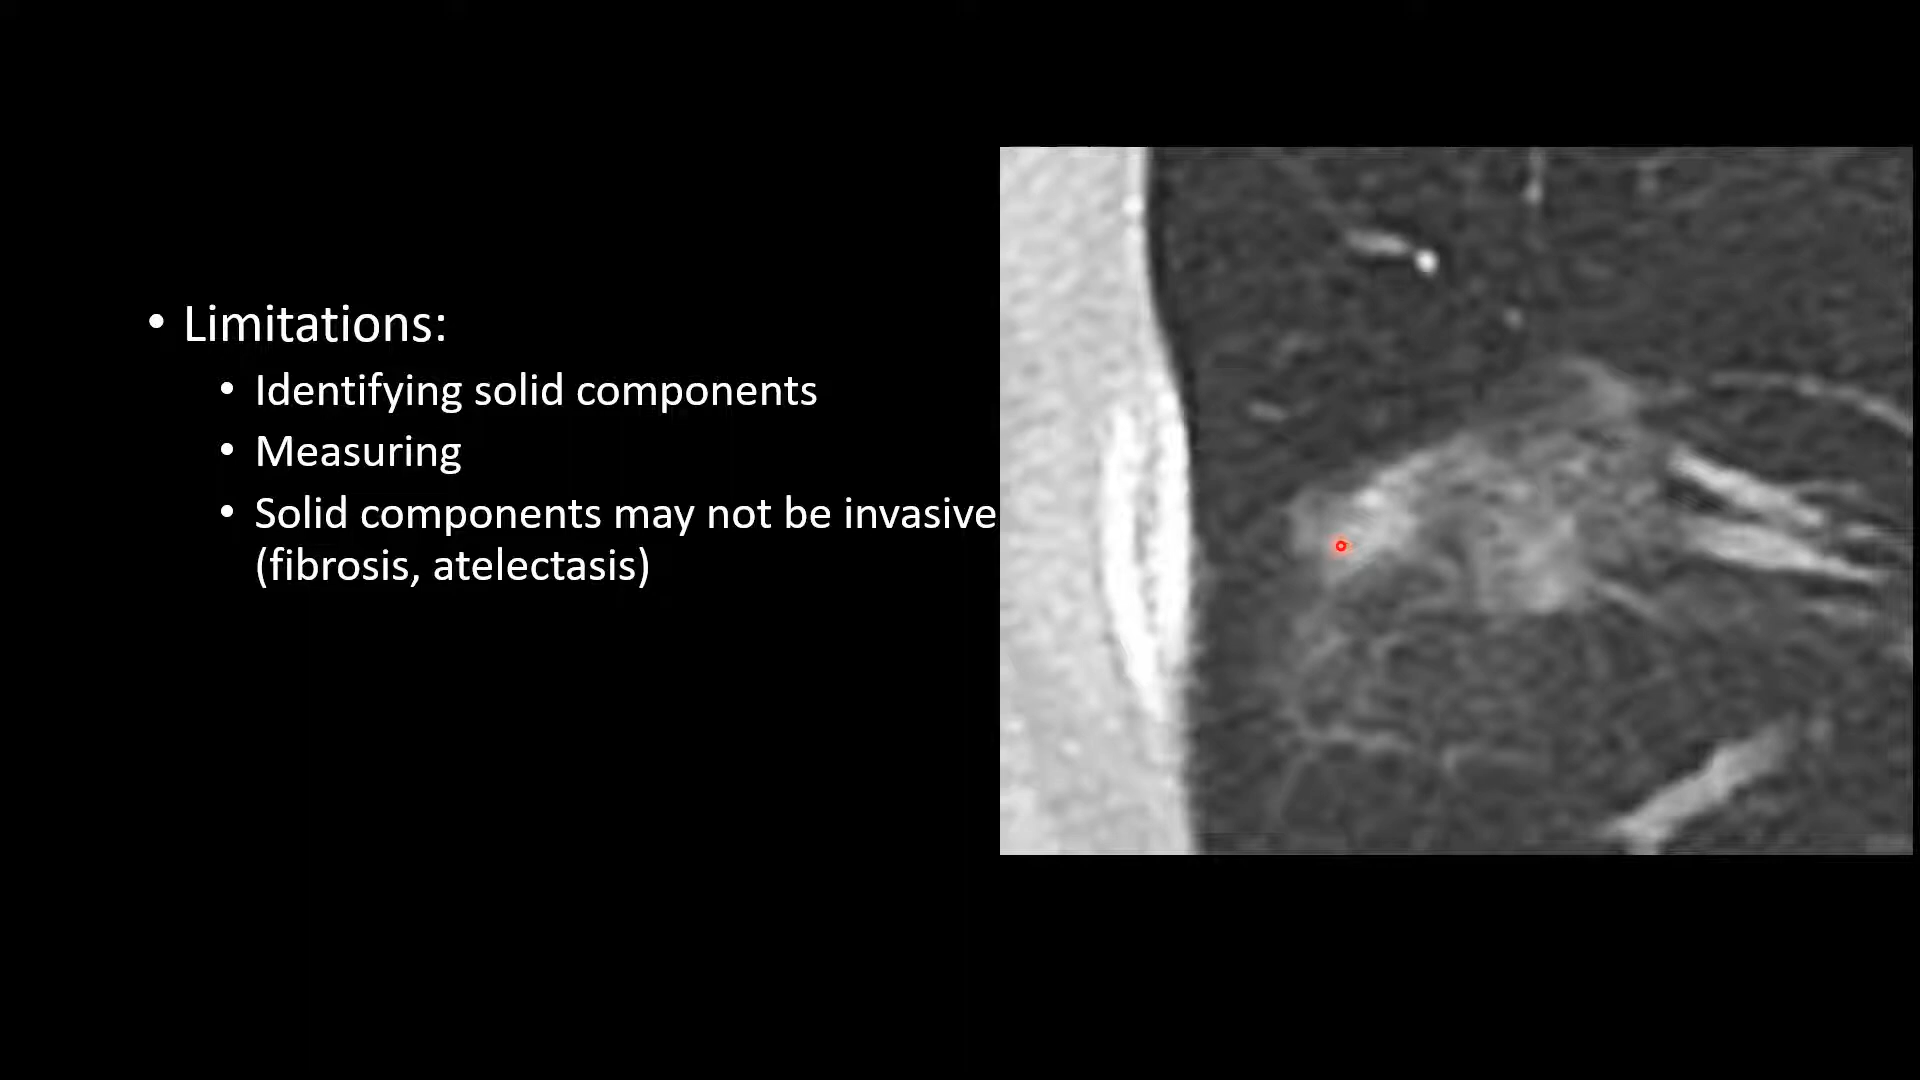 • Limitations:
• Identifying solid components
• Measuring
• Solid components may not be invasive
(fibrosis, atelectasis)